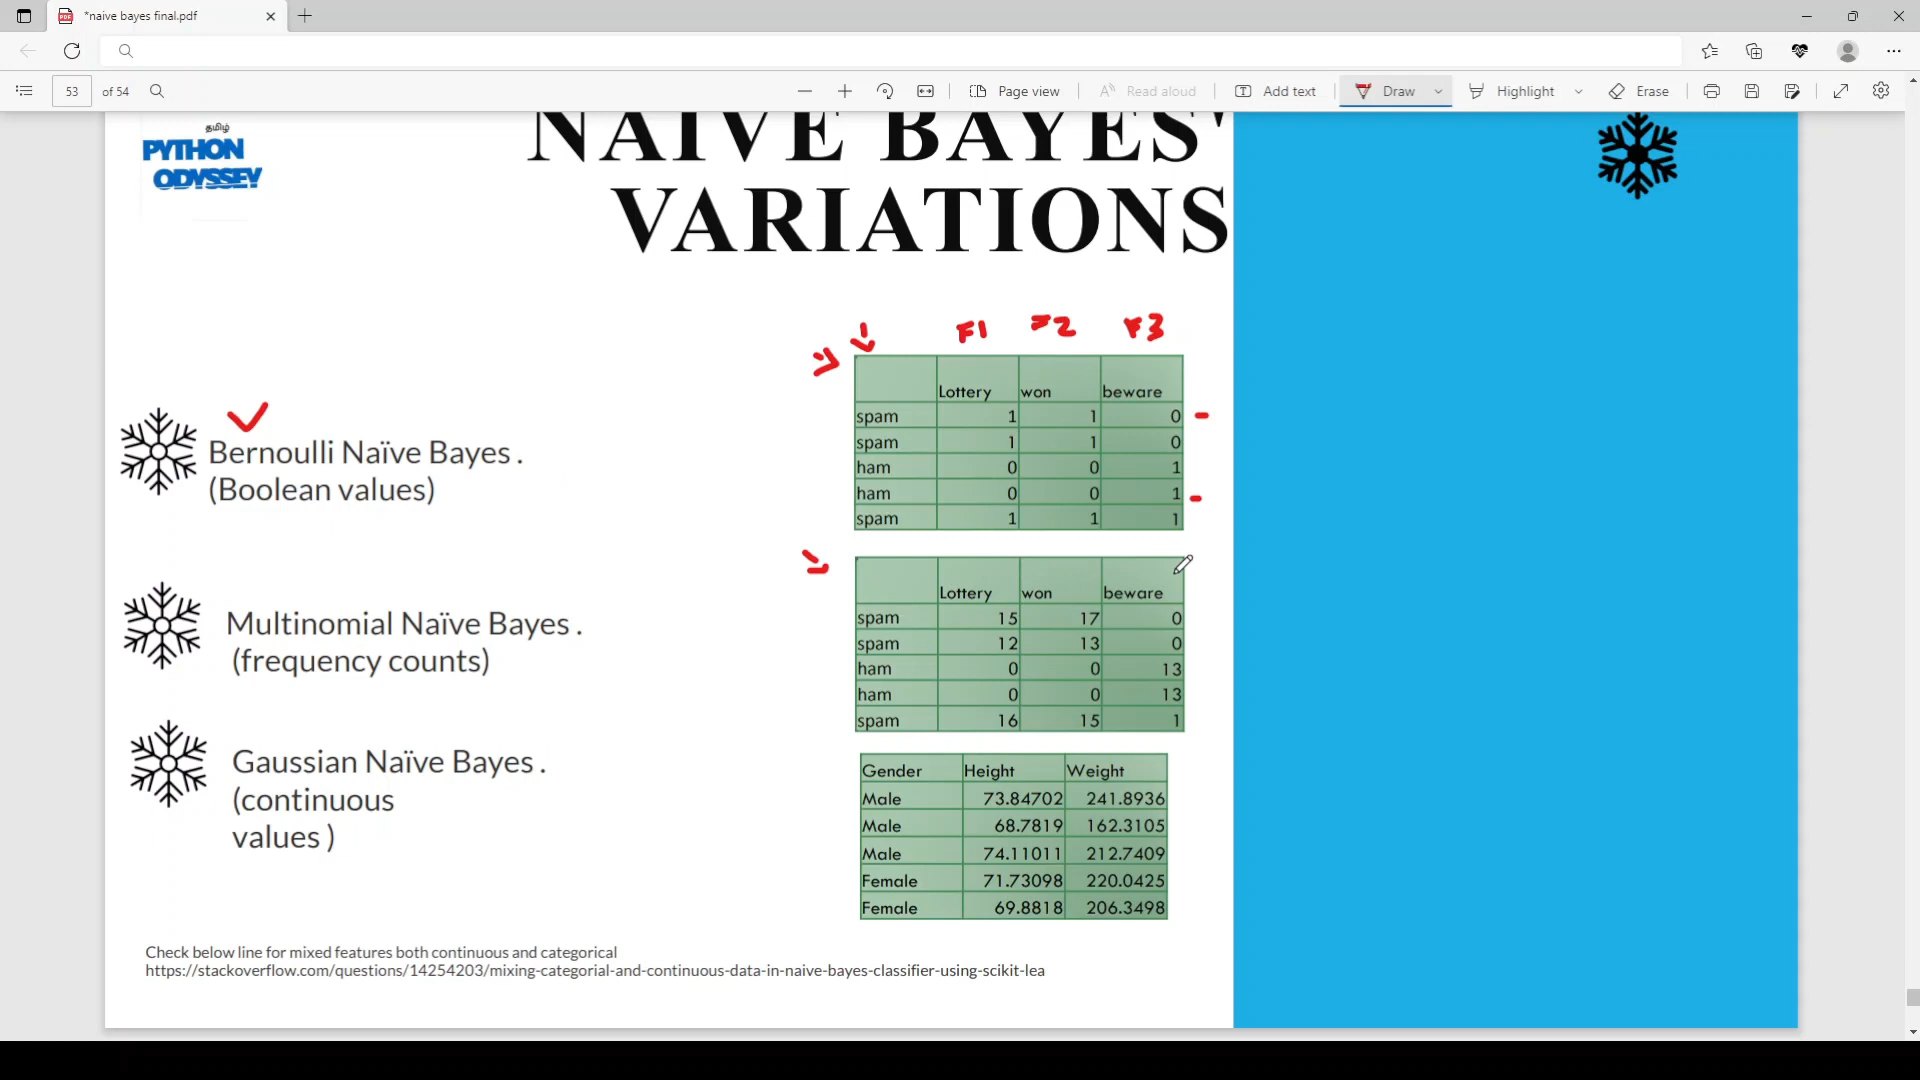 *naive bayes final.pdf
53 of 54 Page view Read aloud Add text Draw Highlight Erase
தமிழ்
PYTHON
ODYSSEY
NAIVE BAYES'
VARIATIONS
F1 F2 F3
Bernoulli Naïve Bayes .
(Boolean values)
Lottery won beware
spam 1 1 0
spam 1 1 0
ham 0 0 1
ham 0 0 1
spam 1 1 1
Multinomial Naïve Bayes .
(frequency counts)
Lottery won beware
spam 15 17 0
spam 12 13 0
ham 0 0 13
ham 0 0 13
spam 16 15 1
Gaussian Naïve Bayes .
(continuous
values )
Gender Height Weight
Male 73.84702 241.8936
Male 68.7819 162.3105
Male 74.11011 212.7409
Female 71.73098 220.0425
Female 69.8818 206.3498
Check below line for mixed features both continuous and categorical
https://stackoverflow.com/questions/14254203/mixing-categorial-and-continuous-data-in-naive-bayes-classifier-using-scikit-lea